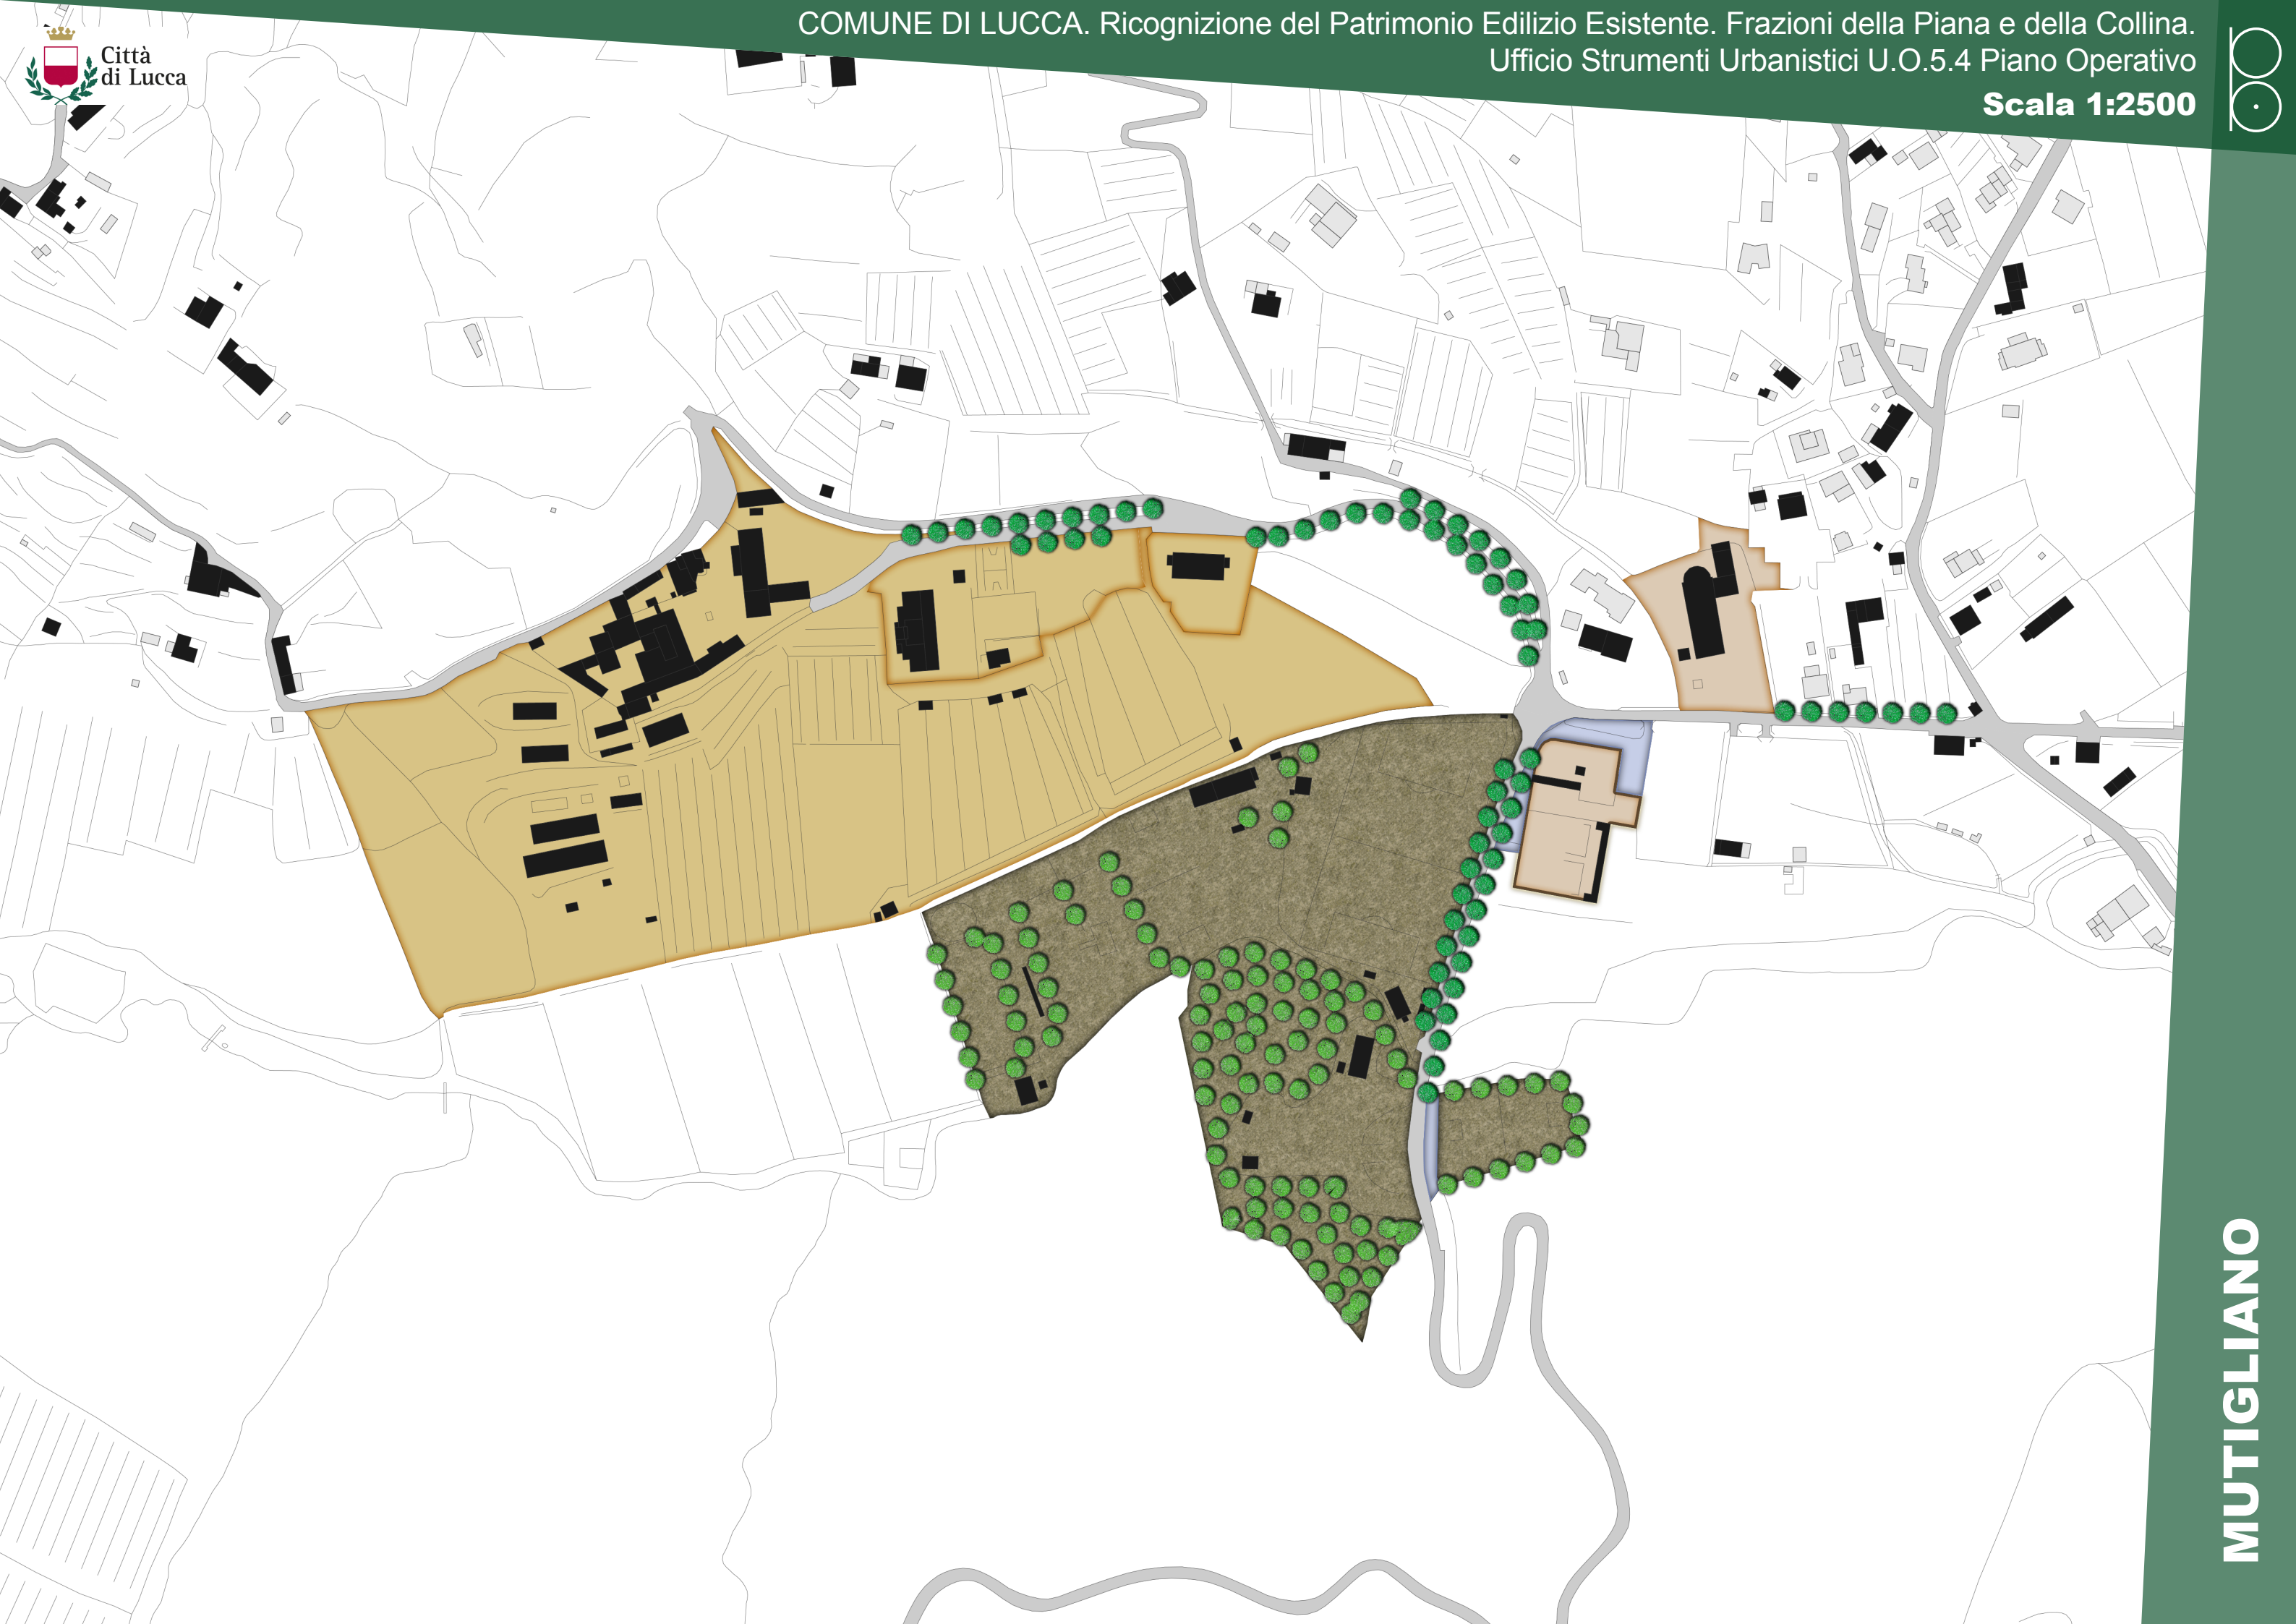 COMUNE DI LUCCA. Ricognizione del Patrimonio Edilizio Esistente. Frazioni della Piana e della Collina.
Ufficio Strumenti Urbanistici U.O.5.4 Piano Operativo
Scala 1:2500
Città
di Lucca
MUTIGLIANO